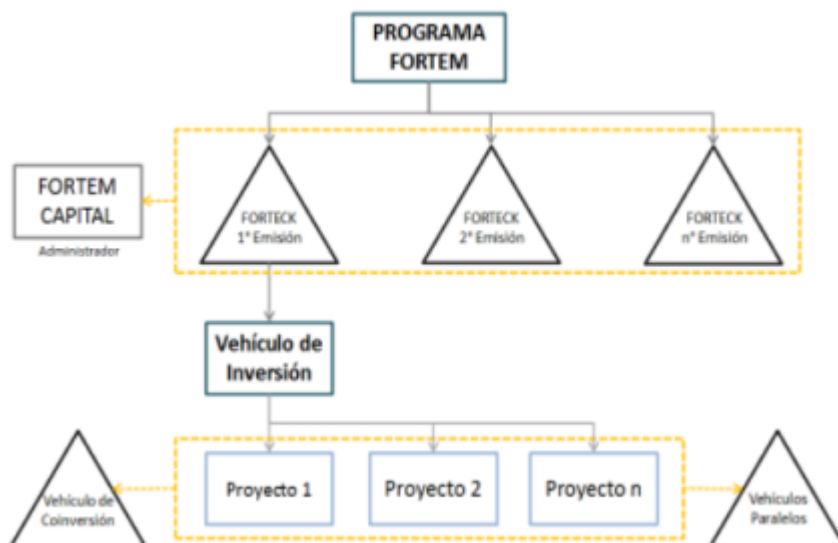 PROGRAMA
FORTEM
FORTEM
CAPITAL
Administrador
FORTECK
1° Emisión
FORTECK
2° Emisión
FORTECK
n° Emisión
Vehículo de
Inversión
Proyecto 1
Proyecto 2
Proyecto n
Vehículo de
Coinversión
Vehículos
Paralelos